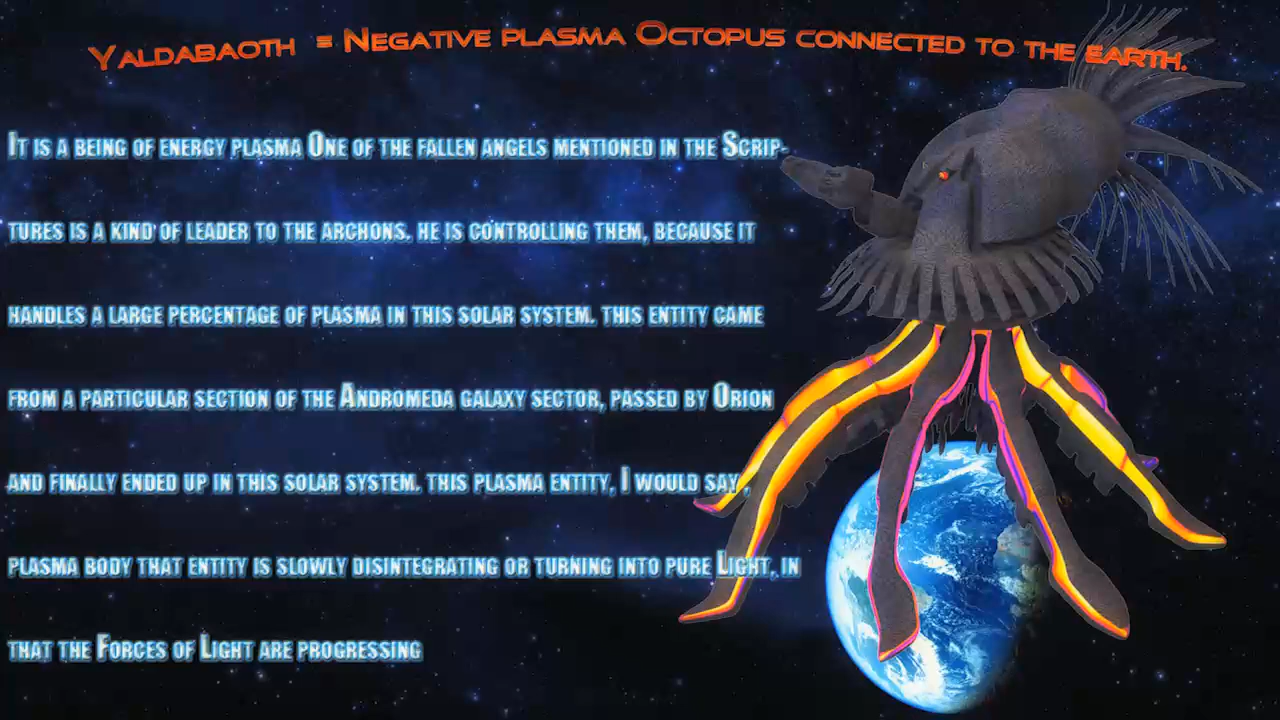 Yaldabaoth = Negative plasma Octopus connected to the earth.
It is a being of energy plasma One of the fallen angels mentioned in the Scrip-
tures is a kind of leader to the archons. he is controlling them, because it
handles a large percentage of plasma in this solar system. this entity came
from a particular section of the Andromeda galaxy sector, passed by Orion
and finally ended up in this solar system. this plasma entity, I would say ,
plasma body that entity is slowly disintegrating or turning into pure Light, in
that the Forces of Light are progressing